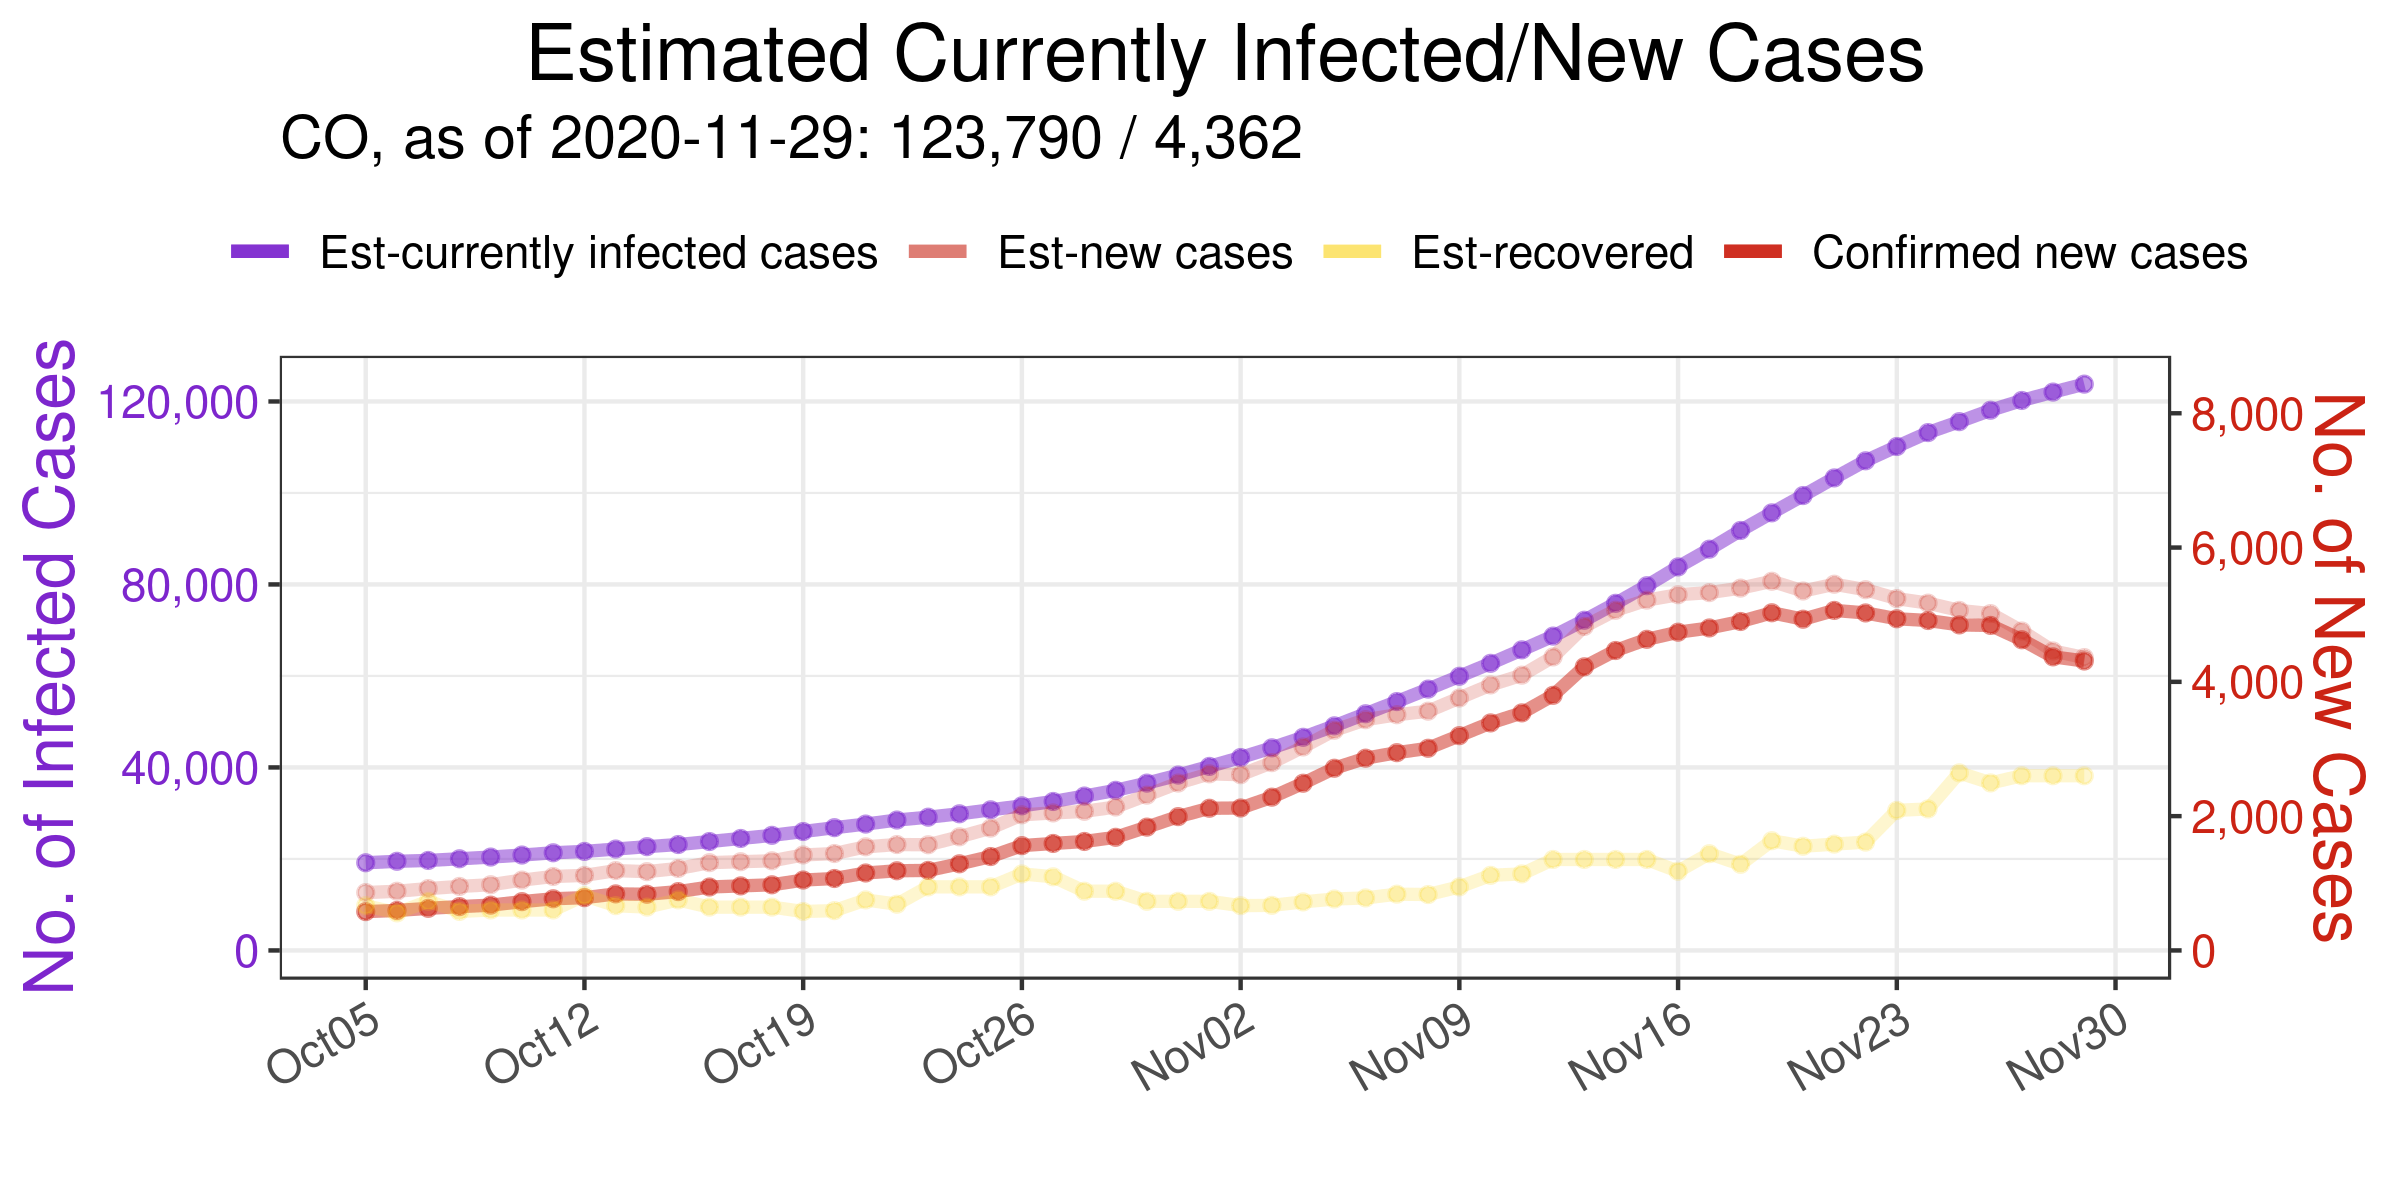 Estimated Currently Infected/New Cases
CO, as of 2020-11-29: 123,790 / 4,362
Est-currently infected cases Est-new cases Est-recovered Confirmed new cases
No. of Infected Cases
120,000
80,000
40,000
0
8,000
6,000
4,000
2,000
0
No. of New Cases
Oct05 Oct12 Oct19 Oct26 Nov02 Nov09 Nov16 Nov23 Nov30